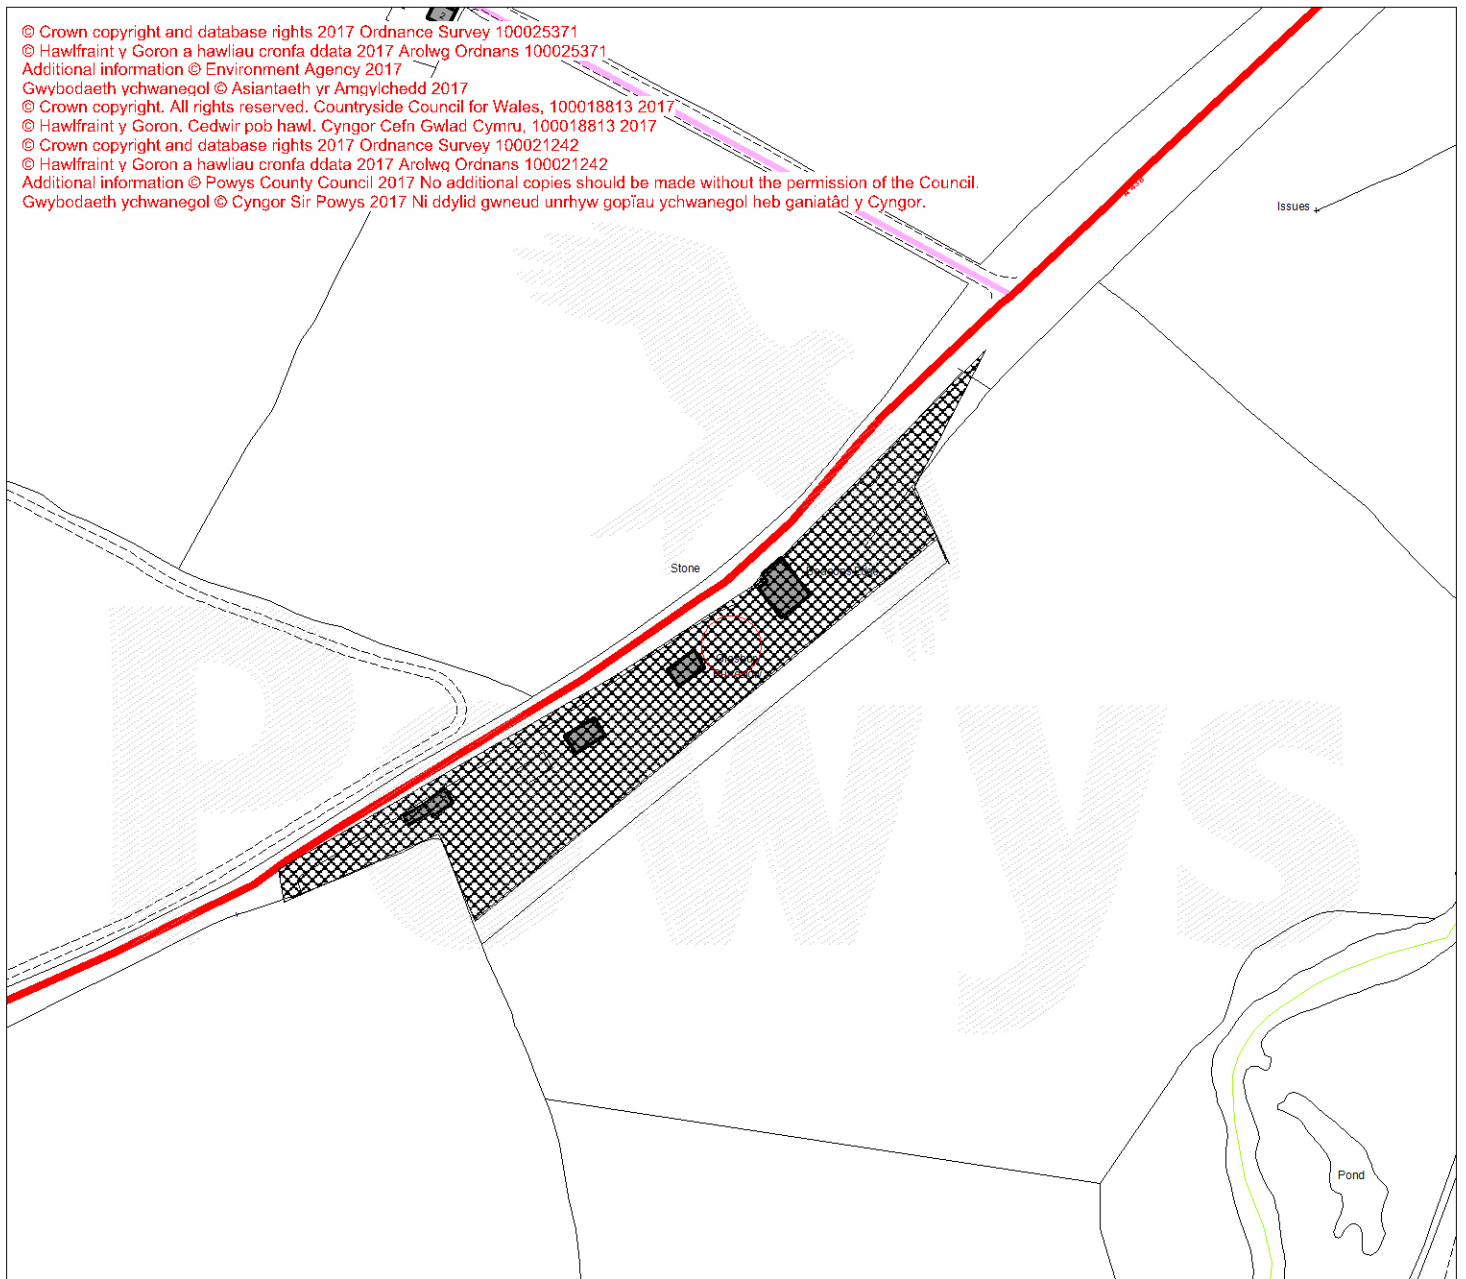 2
© Crown copyright and database rights 2017 Ordnance Survey 100025371
© Hawlfraint y Goron a hawliau cronfa ddata 2017 Arolwg Ordnans 100025371
Additional information © Environment Agency 2017
Gwybodaeth ychwanegol © Asiantaeth yr Amgylchedd 2017
© Crown copyright. All rights reserved. Countryside Council for Wales, 100018813 2017
© Hawlfraint y Goron. Cedwir pob hawl. Cyngor Cefn Gwlad Cymru, 100018813 2017
© Crown copyright and database rights 2017 Ordnance Survey 100021242
© Hawlfraint y Goron a hawliau cronfa ddata 2017 Arolwg Ordnans 100021242
Additional information © Powys County Council 2017 No additional copies should be made without the permission of the Council.
Gwybodaeth ychwanegol © Cyngor Sir Powys 2017 Ni ddylid gwneud unrhyw gopïau ychwanegol heb ganiatâd y Cyngor.
Issues
Stone
Powys
Pond